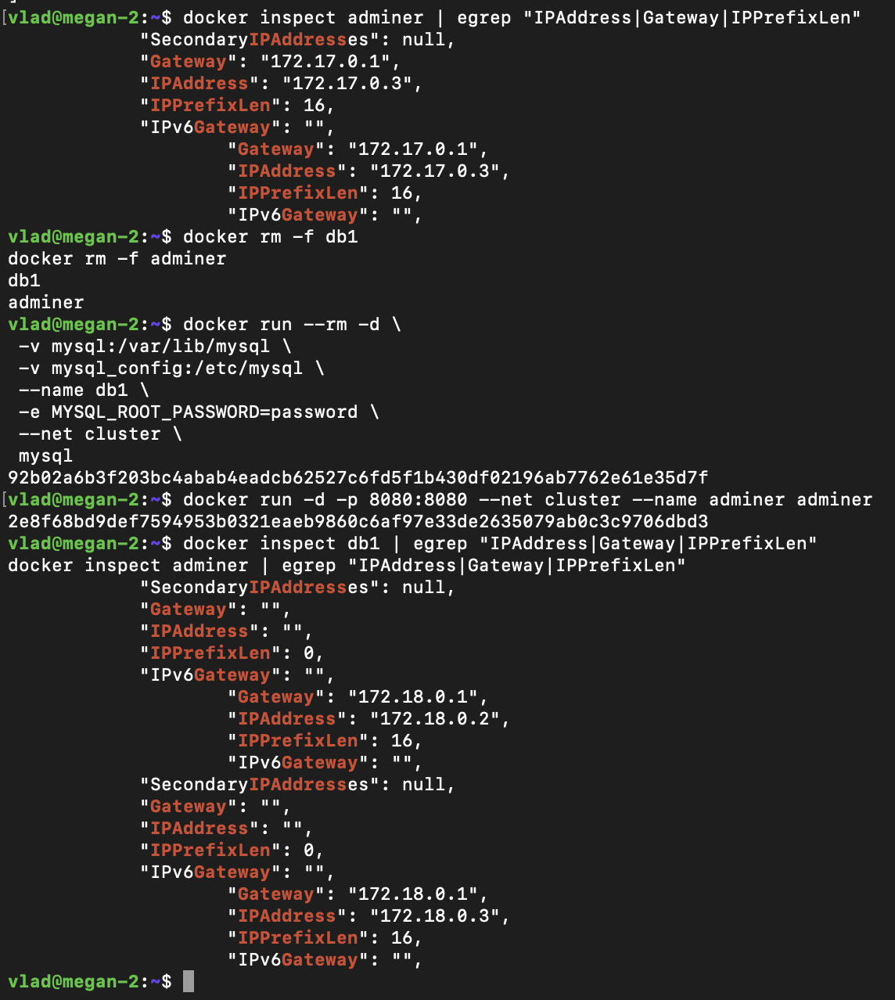 vlad@megan-2:~$ docker inspect adminer | egrep "IPAddress|Gateway|IPPrefixLen"
"SecondaryIPAddresses": null,
"Gateway": "172.17.0.1",
"IPAddress": "172.17.0.3",
"IPPrefixLen": 16,
"IPv6Gateway": "",
"Gateway": "172.17.0.1",
"IPAddress": "172.17.0.3",
"IPPrefixLen": 16,
"IPv6Gateway": "",
vlad@megan-2:~$ docker rm -f db1
docker rm -f adminer
db1
adminer
vlad@megan-2:~$ docker run --rm -d \
-v mysql:/var/lib/mysql \
-v mysql_config:/etc/mysql \
--name db1 \
-e MYSQL_ROOT_PASSWORD=password \
--net cluster \
mysql
92b02a6b3f203bc4abab4eadcb62527c6fd5f1b430df02196ab7762e61e35d7f
vlad@megan-2:~$ docker run -d -p 8080:8080 --net cluster --name adminer adminer
2e8f68bd9def7594953b0321eaeb9860c6af97e33de2635079ab0c3c9706dbd3
vlad@megan-2:~$ docker inspect db1 | egrep "IPAddress|Gateway|IPPrefixLen"
docker inspect adminer | egrep "IPAddress|Gateway|IPPrefixLen"
"SecondaryIPAddresses": null,
"Gateway": "",
"IPAddress": "",
"IPPrefixLen": 0,
"IPv6Gateway": "",
"Gateway": "172.18.0.1",
"IPAddress": "172.18.0.2",
"IPPrefixLen": 16,
"IPv6Gateway": "",
"SecondaryIPAddresses": null,
"Gateway": "",
"IPAddress": "",
"IPPrefixLen": 0,
"IPv6Gateway": "",
"Gateway": "172.18.0.1",
"IPAddress": "172.18.0.3",
"IPPrefixLen": 16,
"IPv6Gateway": "",
vlad@megan-2:~$